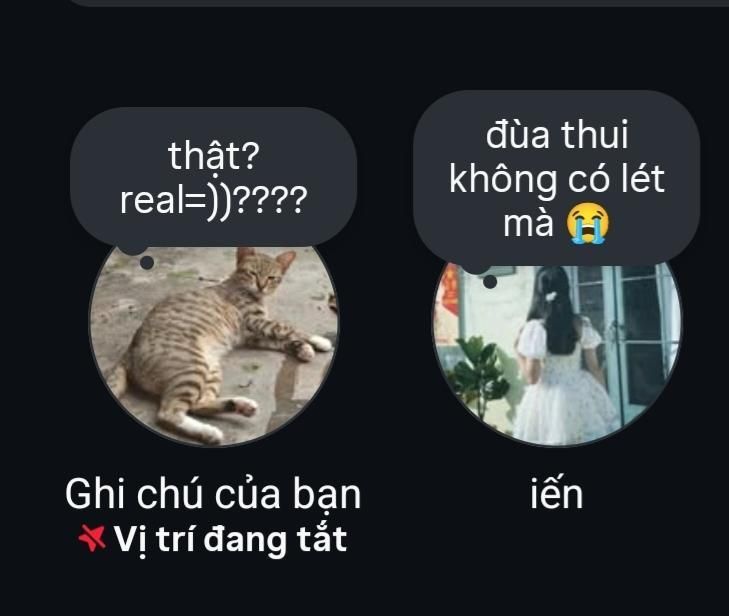 thật?
real=))????
đùa thui
không có lét
mà 😭
Ghi chú của bạn
Vị trí đang tắt
iến